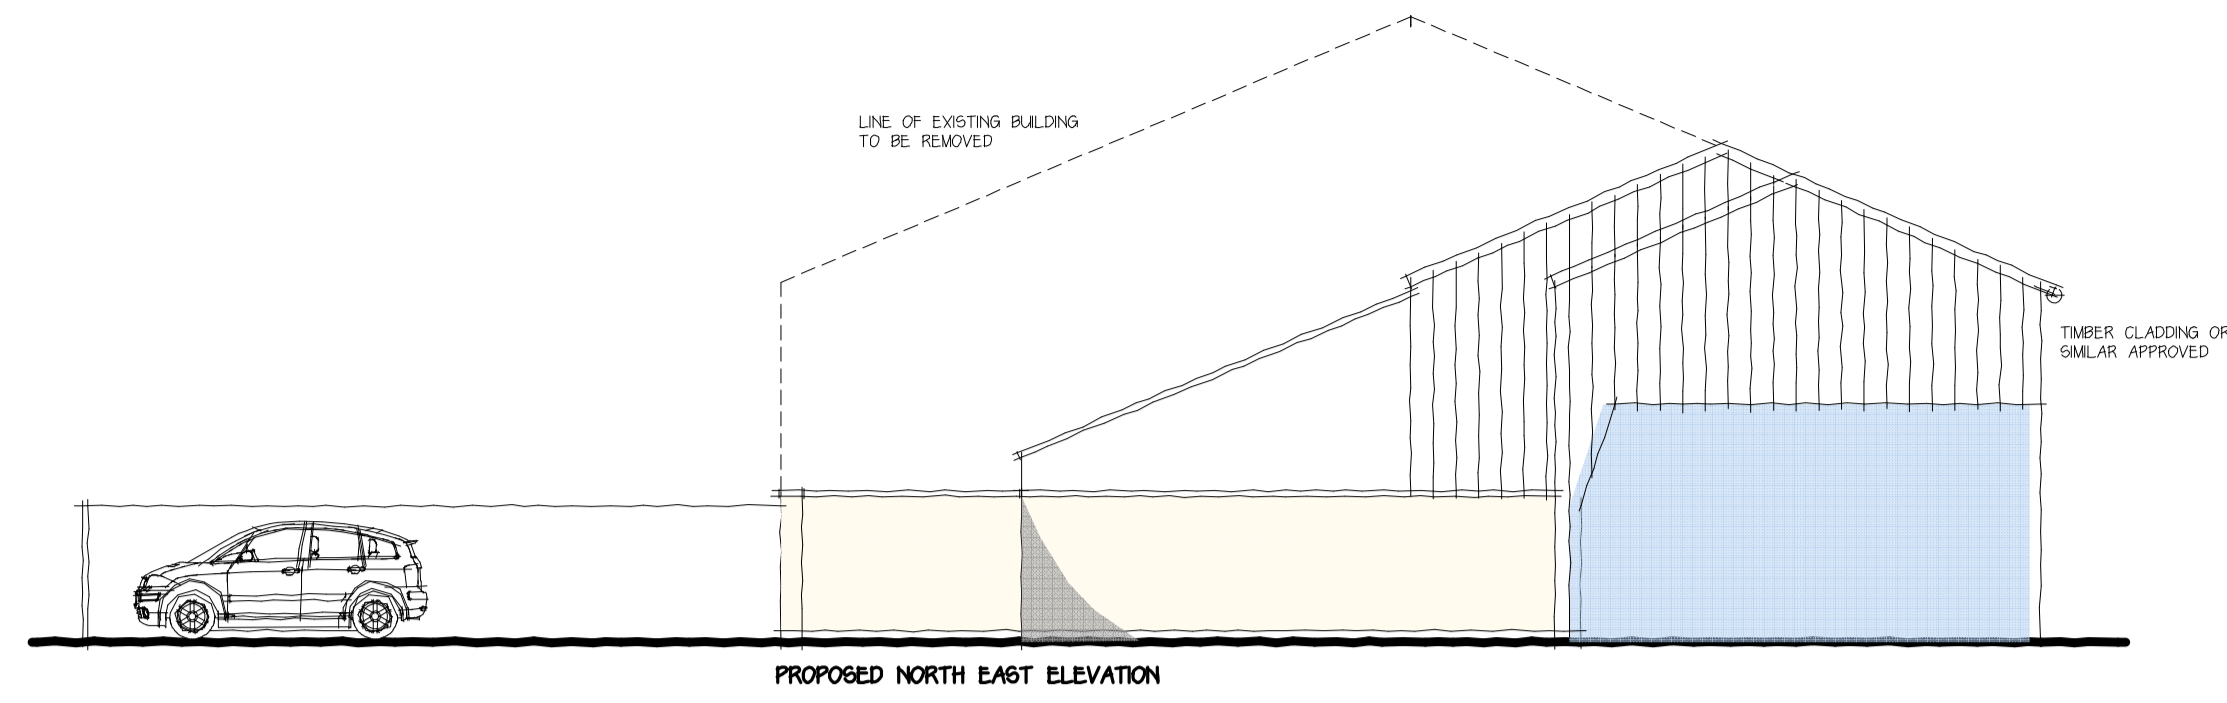 LINE OF EXISTING BUILDING
TO BE REMOVED
TIMBER CLADDING OR
SIMILAR APPROVED
PROPOSED NORTH EAST ELEVATION